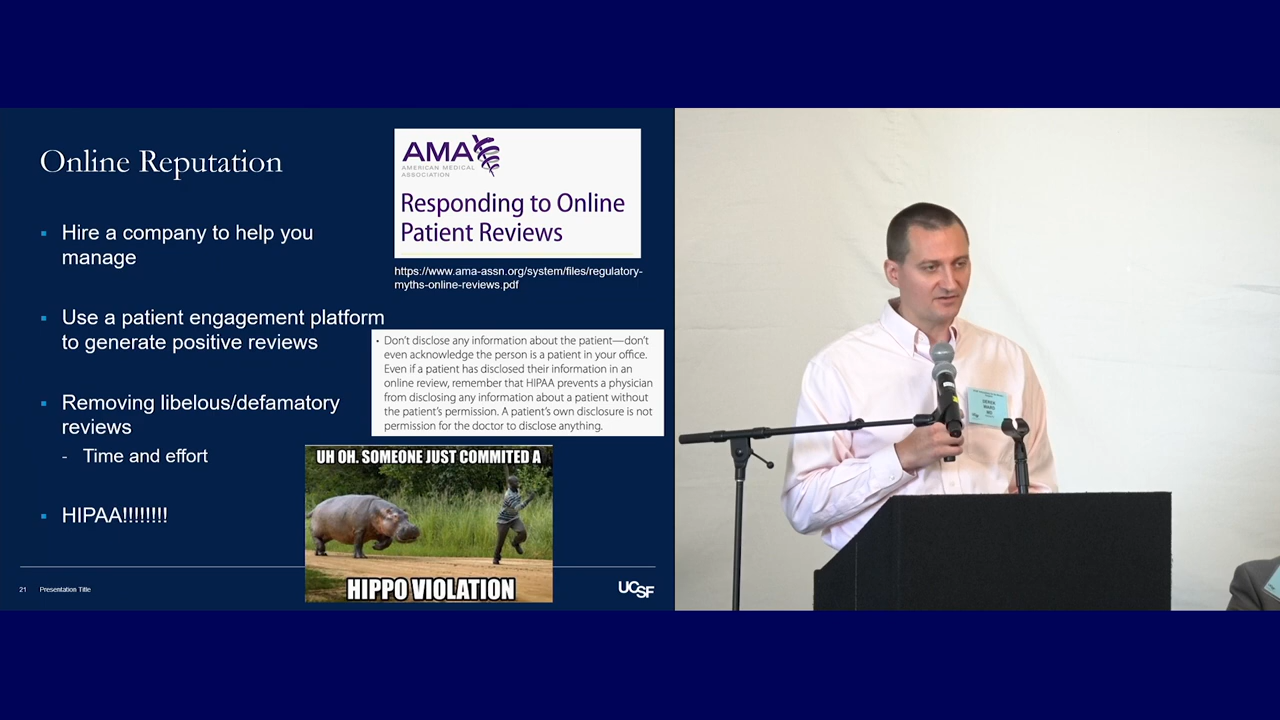 Online Reputation
Hire a company to help you
manage
Use a patient engagement platform
to generate positive reviews
Removing libelous/defamatory
reviews
- Time and effort
HIPAA!!!!!!!!
AMA
AMERICAN MEDICAL
ASSOCIATION
Responding to Online
Patient Reviews
https://www.ama-assn.org/system/files/regulatory-
myths-online-reviews.pdf
• Don't disclose any information about the patient—don't
even acknowledge the person is a patient in your office.
Even if a patient has disclosed their information in an
online review, remember that HIPAA prevents a physician
from disclosing any information about a patient without
the patient's permission. A patient's own disclosure is not
permission for the doctor to disclose anything.
UH OH. SOMEONE JUST COMMITED A
HIPPO VIOLATION
21 Presentation Title
UCSF